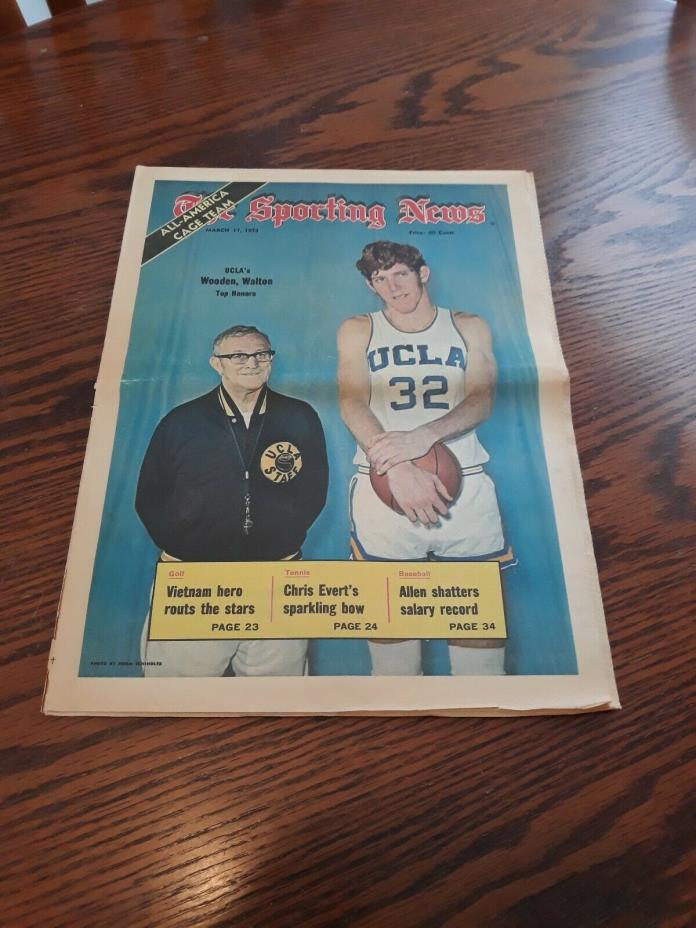 ALL-AMERICA
CAGE TEAM
The Sporting News
MARCH 17, 1973
Price: 40 Cents
UCLA's
Wooden, Walton
Top Honors
UCLA
32
UCLA
STAFF
Golf
Vietnam hero
routs the stars
PAGE 23
Tennis
Chris Evert's
sparkling bow
PAGE 24
Baseball
Allen shatters
salary record
PAGE 34
PHOTO BY